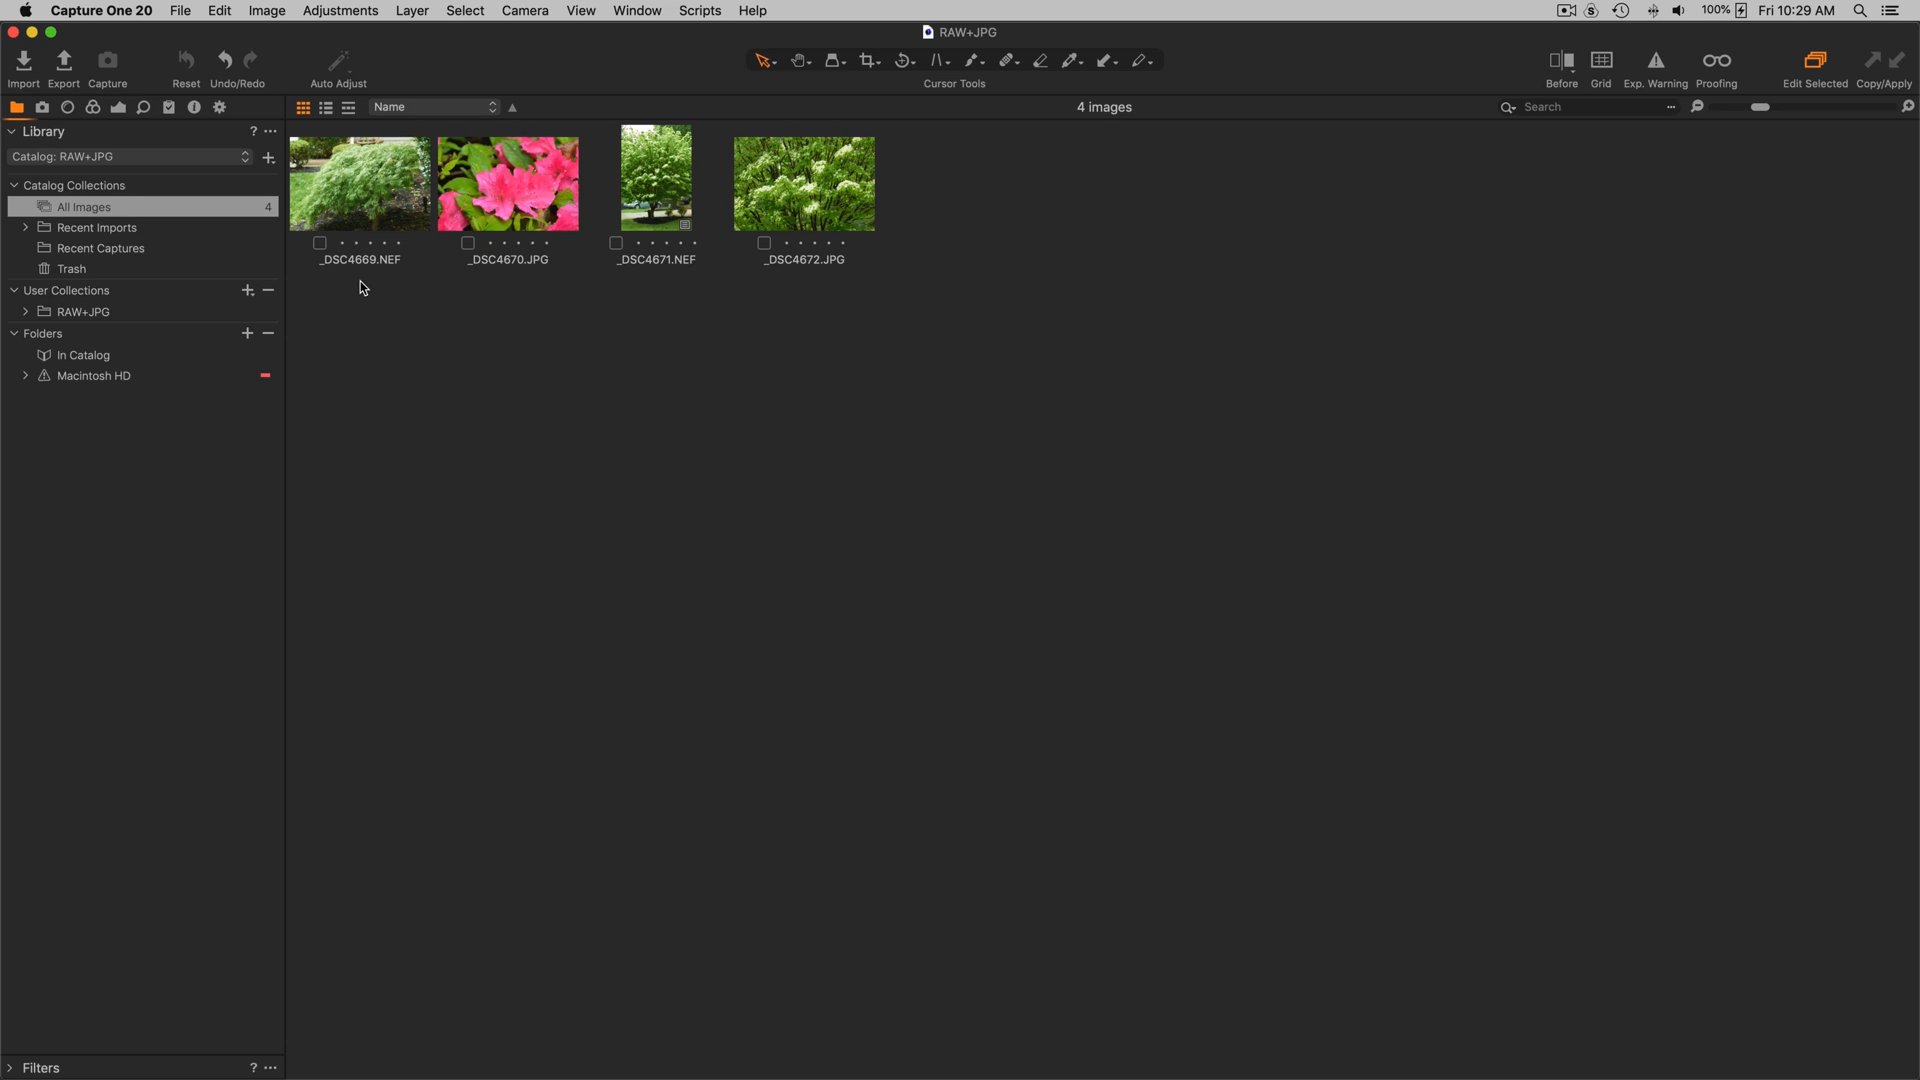 Capture One 20 File Edit Image Adjustments Layer Select Camera View Window Scripts Help 100% Fri 10:29 AM
RAW+JPG
Import Export Capture Reset Undo/Redo Auto Adjust Cursor Tools Before Grid Exp. Warning Proofing Edit Selected Copy/Apply
Name 4 images Search
Library ?
Catalog: RAW+JPG
Catalog Collections
All Images 4
Recent Imports
Recent Captures
Trash
User Collections
RAW+JPG
Folders
In Catalog
Macintosh HD
_DSC4669.NEF _DSC4670.JPG _DSC4671.NEF _DSC4672.JPG
Filters ?